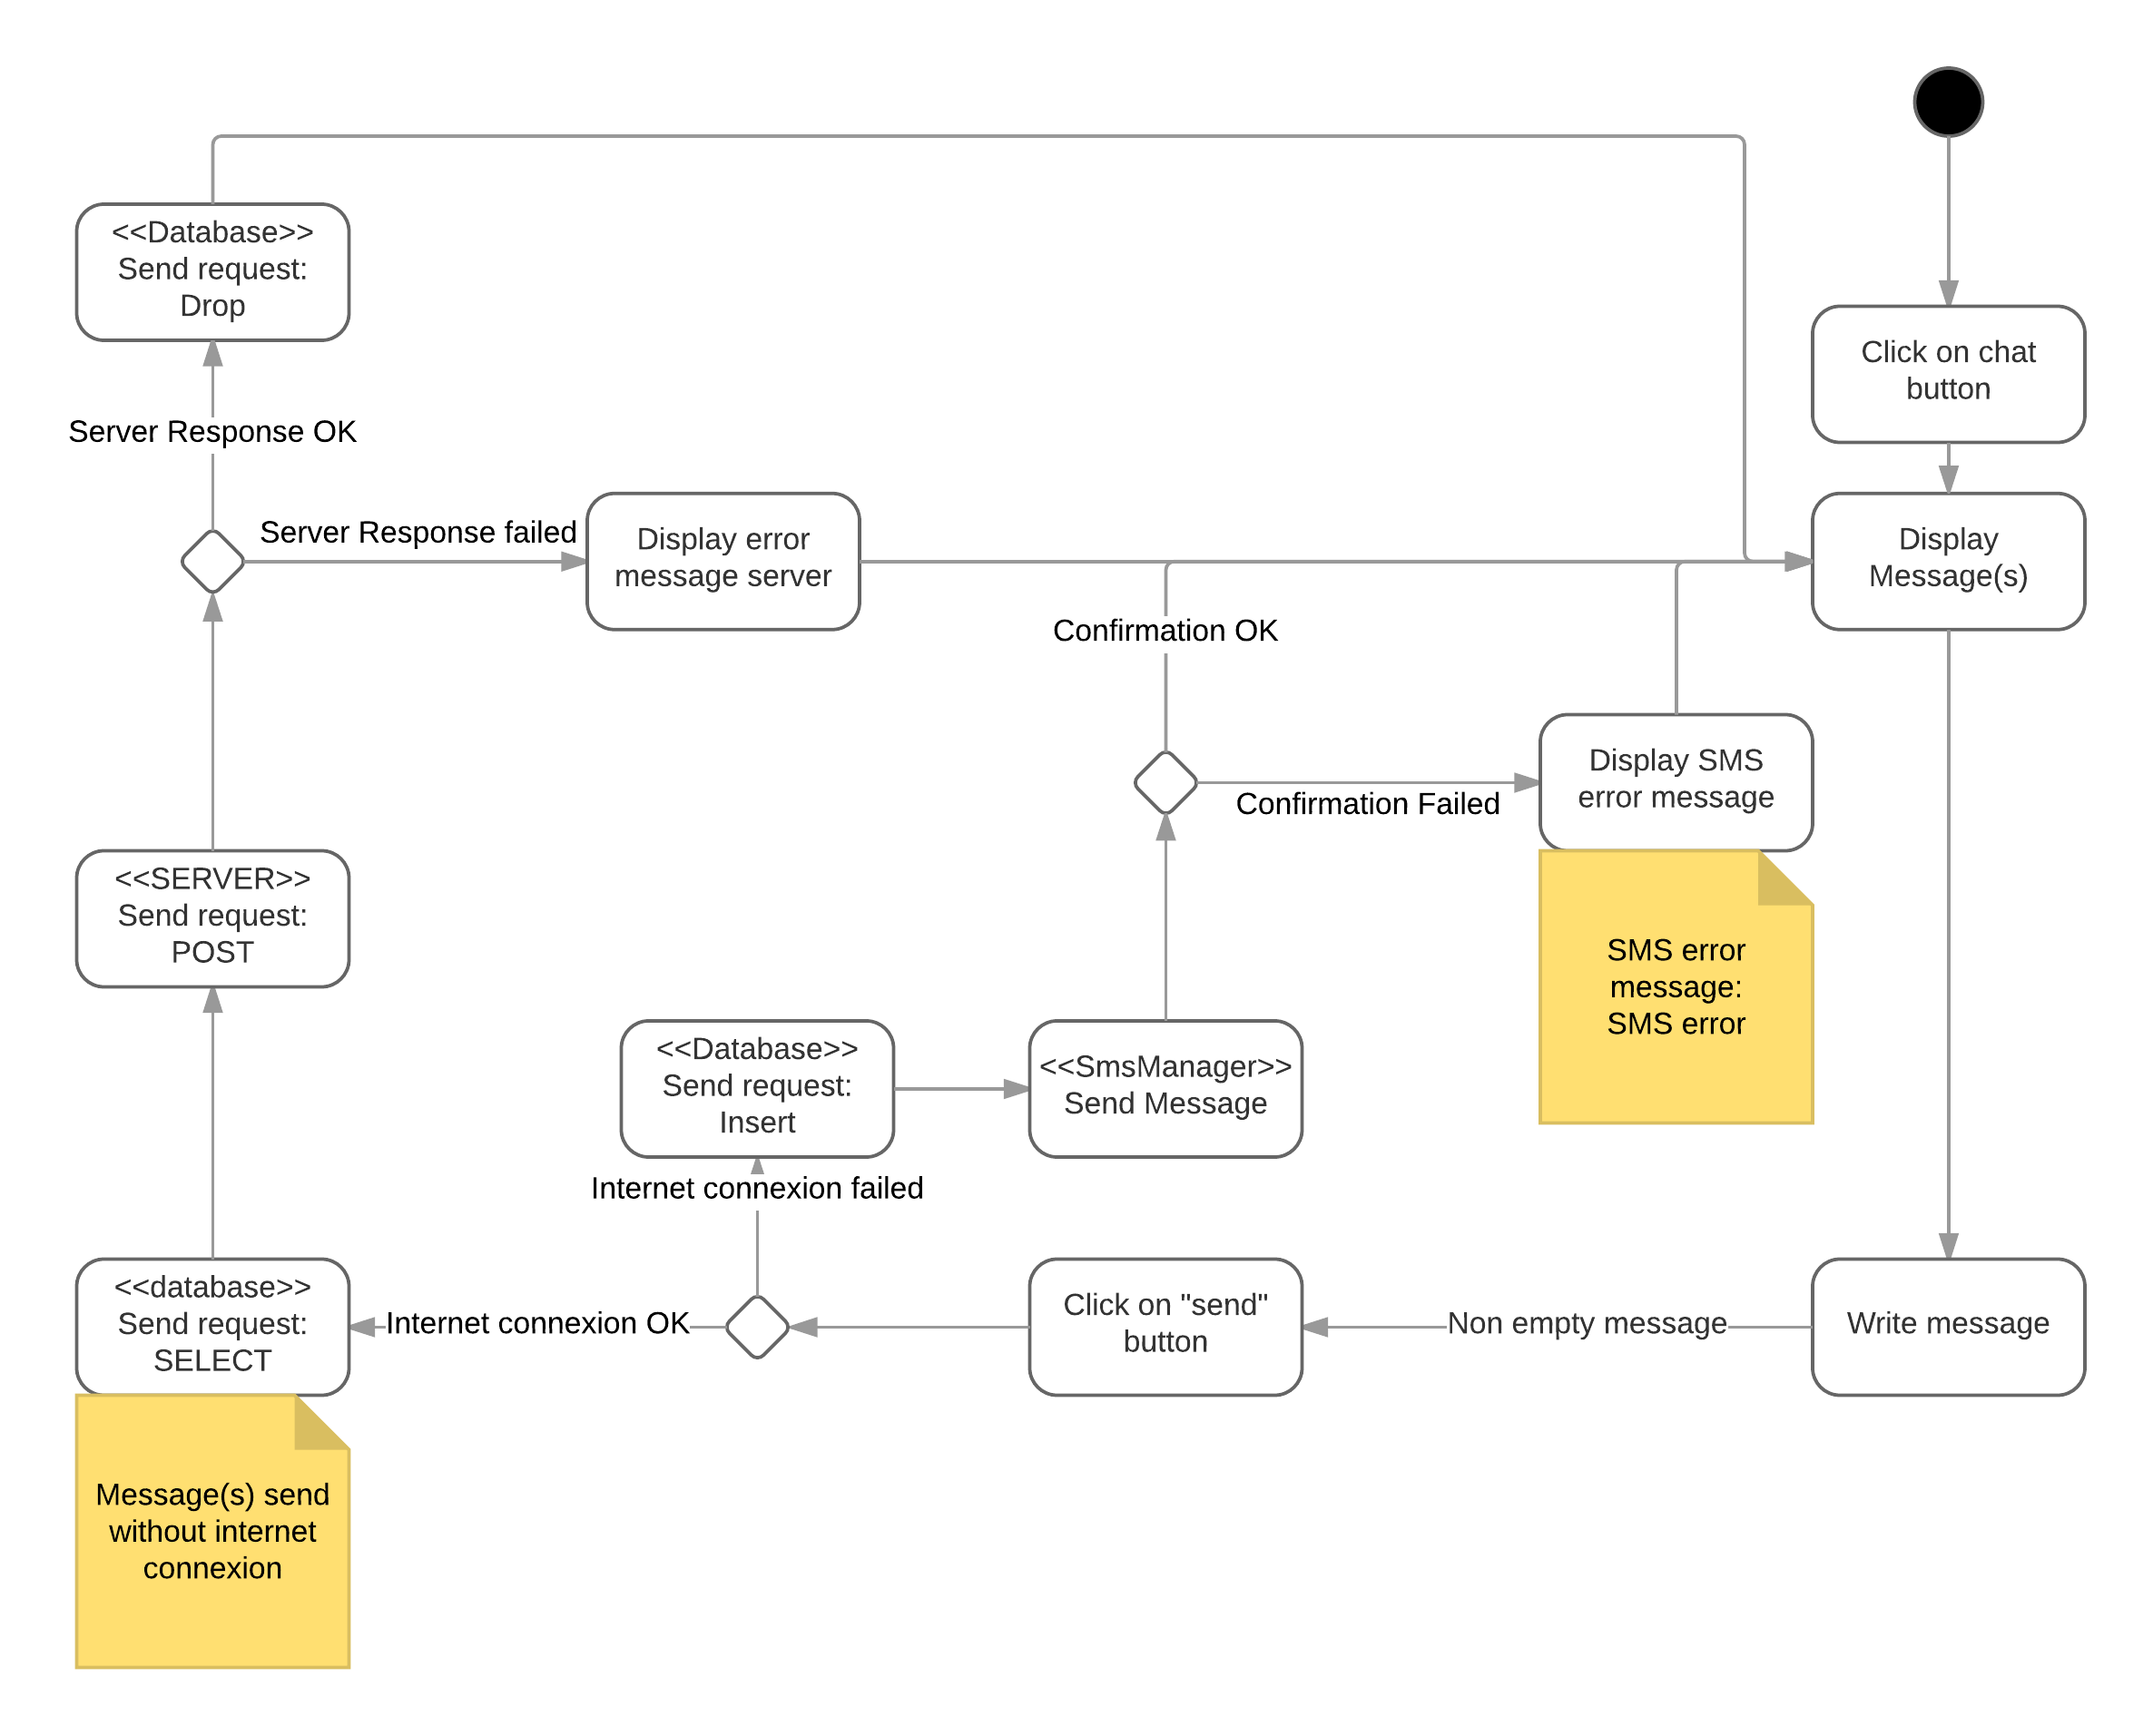 <<Database>>
Send request:
Drop
Server Response OK
Click on chat
button
Server Response failed
Display error
message server
Display
Message(s)
Confirmation OK
Display SMS
error message
Confirmation Failed
<<SERVER>>
Send request:
POST
SMS error
message:
SMS error
<<Database>>
Send request:
Insert
<<SmsManager>>
Send Message
Internet connexion failed
<<database>>
Send request:
SELECT
Internet connexion OK
Click on "send"
button
Non empty message
Write message
Message(s) send
without internet
connexion